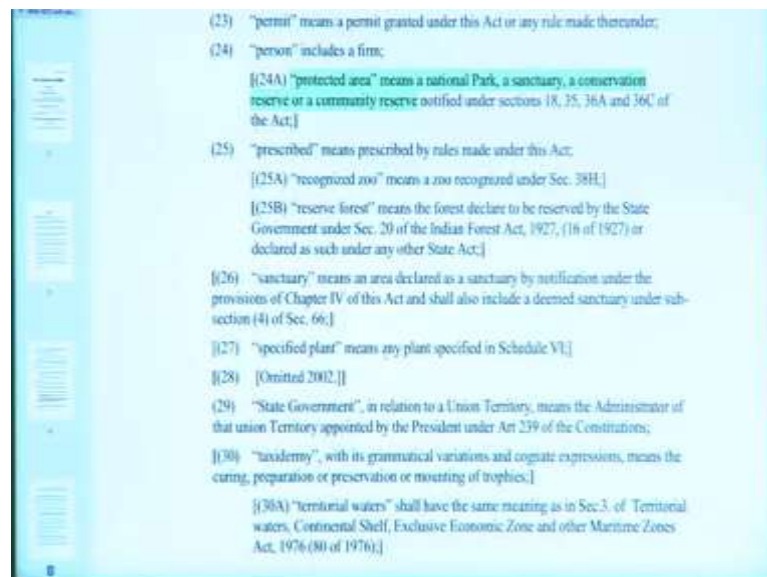 (23) "permit" means a permit granted under this Act or any rule made thereunder;
(24) "person" includes a firm;
[(24A) "protected area" means a national Park, a sanctuary, a conservation
reserve or a community reserve notified under sections 18, 35, 36A and 36C of
the Act;]
(25) "prescribed" means prescribed by rules made under this Act;
[(25A) "recognized zoo" means a zoo recognized under Sec. 38H;]
[(25B) "reserve forest" means the forest declare to be reserved by the State
Government under Sec. 20 of the Indian Forest Act, 1927, (16 of 1927) or
declared as such under any other State Act;]
[(26) "sanctuary" means an area declared as a sanctuary by notification under the
provisions of Chapter IV of this Act and shall also include a deemed sanctuary under sub-
section (4) of Sec. 66;]
[(27) "specified plant" means any plant specified in Schedule VI;]
[(28) [Omitted 2002.]]
(29) "State Government", in relation to a Union Territory, means the Administrator of
that union Territory appointed by the President under Art 239 of the Constitutions;
[(30) "taxidermy", with its grammatical variations and cognate expressions, means the
curing, preparation or preservation or mounting of trophies;]
[(30A) "territorial waters" shall have the same meaning as in Sec.3. of Territorial
waters, Continental Shelf, Exclusive Economic Zone and other Maritime Zones
Act, 1976 (80 of 1976);]